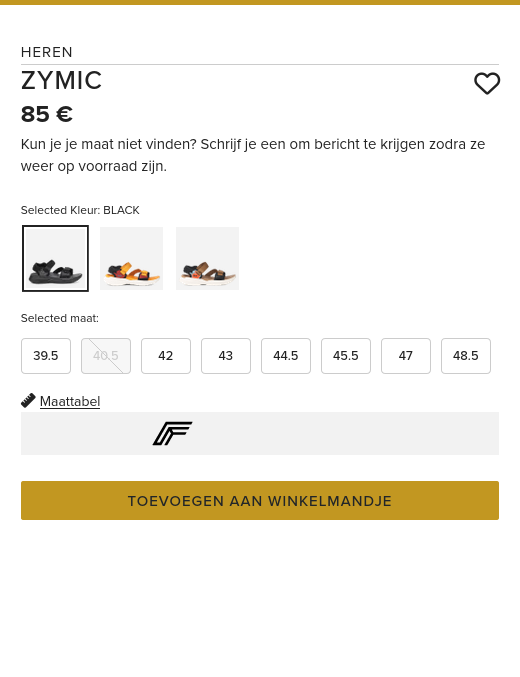 HEREN
ZYMIC
85 €
Kun je je maat niet vinden? Schrijf je een om bericht te krijgen zodra ze
weer op voorraad zijn.
Selected Kleur: BLACK
Selected maat:
39.5 40.5 42 43 44.5 45.5 47 48.5
Maattabel
TOEVOEGEN AAN WINKELMANDJE